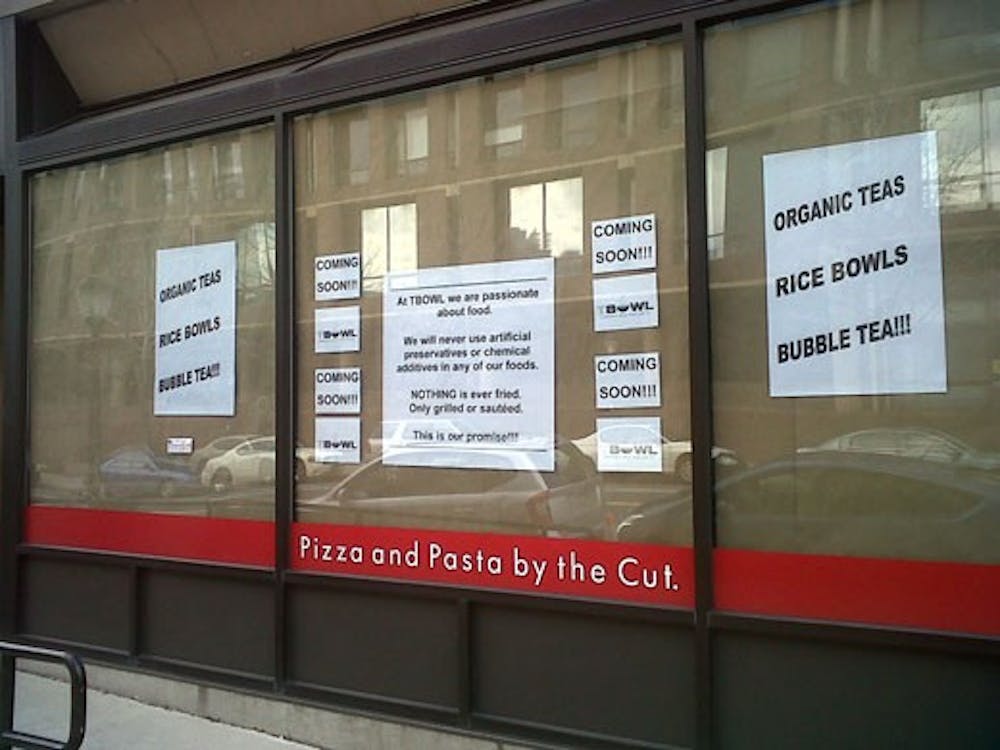 ORGANIC TEAS
RICE BOWLS
BUBBLE TEA!!!
COMING
SOON!!!
TBOWL
COMING
SOON!!!
TBOWL
At TBOWL we are passionate
about food.
We will never use artificial
preservatives or chemical
additives in any of our foods.
NOTHING is ever fried.
Only grilled or sautéed.
This is our promise!!!
COMING
SOON!!!
TBOWL
COMING
SOON!!!
TBOWL
ORGANIC TEAS
RICE BOWLS
BUBBLE TEA!!!
Pizza and Pasta by the Cut.